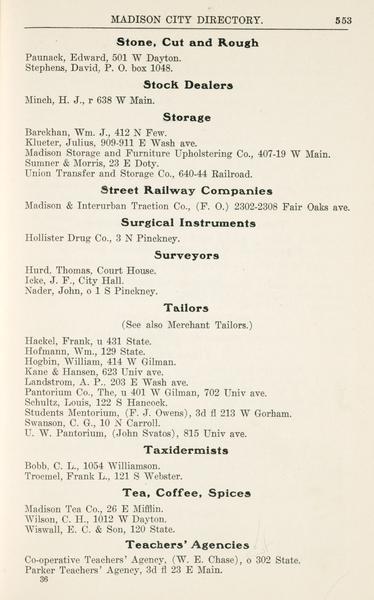 MADISON CITY DIRECTORY. 553
Stone, Cut and Rough
Paunack, Edward, 501 W Dayton.
Stephens, David, P. O. box 1048.
Stock Dealers
Minch, H. J., r 638 W Main.
Storage
Barekhan, Wm. J., 412 N Few.
Klueter, Julius, 909-911 E Wash ave.
Madison Storage and Furniture Upholstering Co., 407-19 W Main.
Sumner & Morris, 23 E Doty.
Union Transfer and Storage Co., 640-44 Railroad.
Street Railway Companies
Madison & Interurban Traction Co., (F. O.) 2302-2308 Fair Oaks ave.
Surgical Instruments
Hollister Drug Co., 3 N Pinckney.
Surveyors
Hurd, Thomas, Court House.
Icke, J. F., City Hall.
Nader, John, o 1 S Pinckney.
Tailors
(See also Merchant Tailors.)
Hackel, Frank, u 431 State.
Hofmann, Wm., 129 State.
Hogbin, William, 414 W Gilman.
Kane & Hansen, 623 Univ ave.
Landstrom, A. P., 203 E Wash ave.
Pantorium Co., The, u 401 W Gilman, 702 Univ ave.
Schultz, Louis, 122 S Hancock.
Students Mentorium, (F. J. Owens), 3d fl 213 W Gorham.
Swanson, C. G., 10 N Carroll.
U. W. Pantorium, (John Svatos), 815 Univ ave.
Taxidermists
Bobb, C. L., 1054 Williamson.
Troemel, Frank L., 121 S Webster.
Tea, Coffee, Spices
Madison Tea Co., 26 E Mifflin.
Wilson, C. H., 1012 W Dayton.
Wiswall, E. C. & Son, 120 State.
Teachers' Agencies
Co-operative Teachers' Agency, (W. E. Chase), o 302 State.
Parker Teachers' Agency, 3d fl 23 E Main.
36